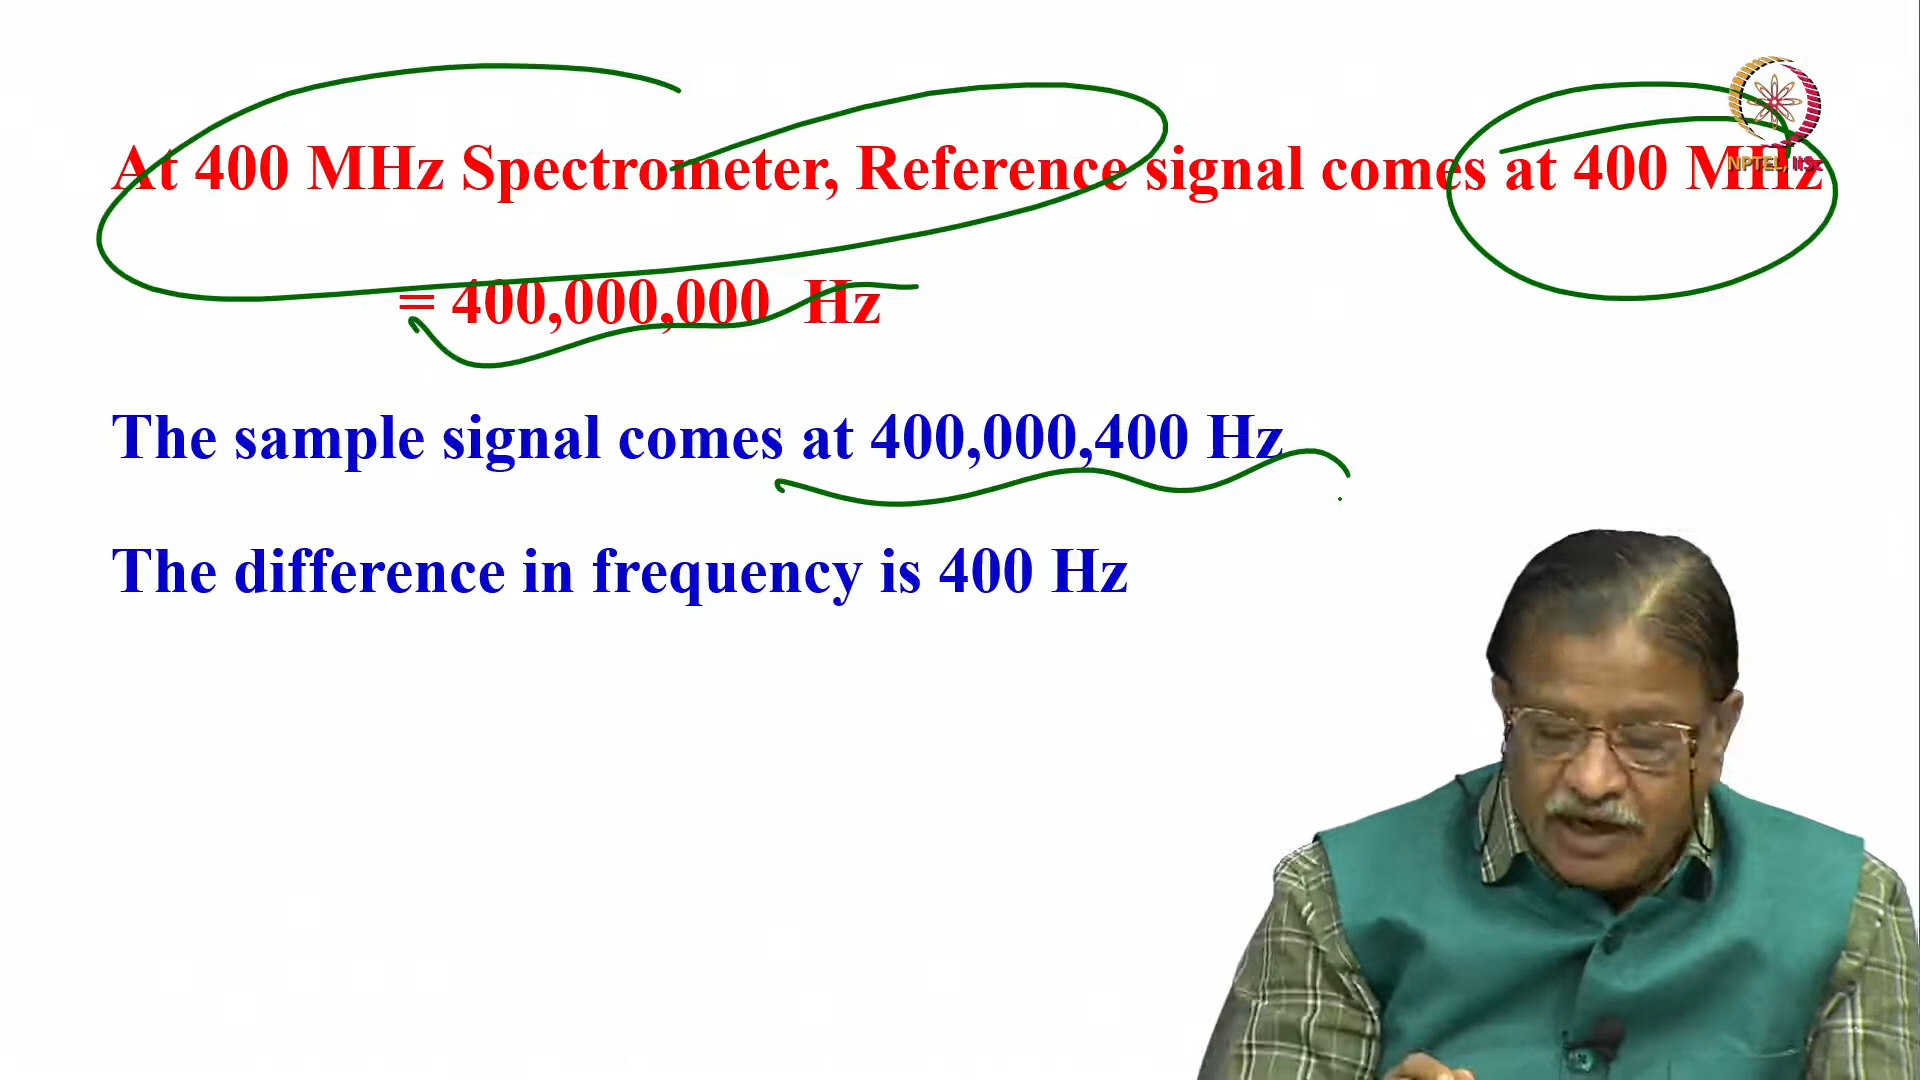 At 400 MHz Spectrometer, Reference signal comes at 400 MHz
= 400,000,000 Hz
The sample signal comes at 400,000,400 Hz
The difference in frequency is 400 Hz
NPTEL, IISc